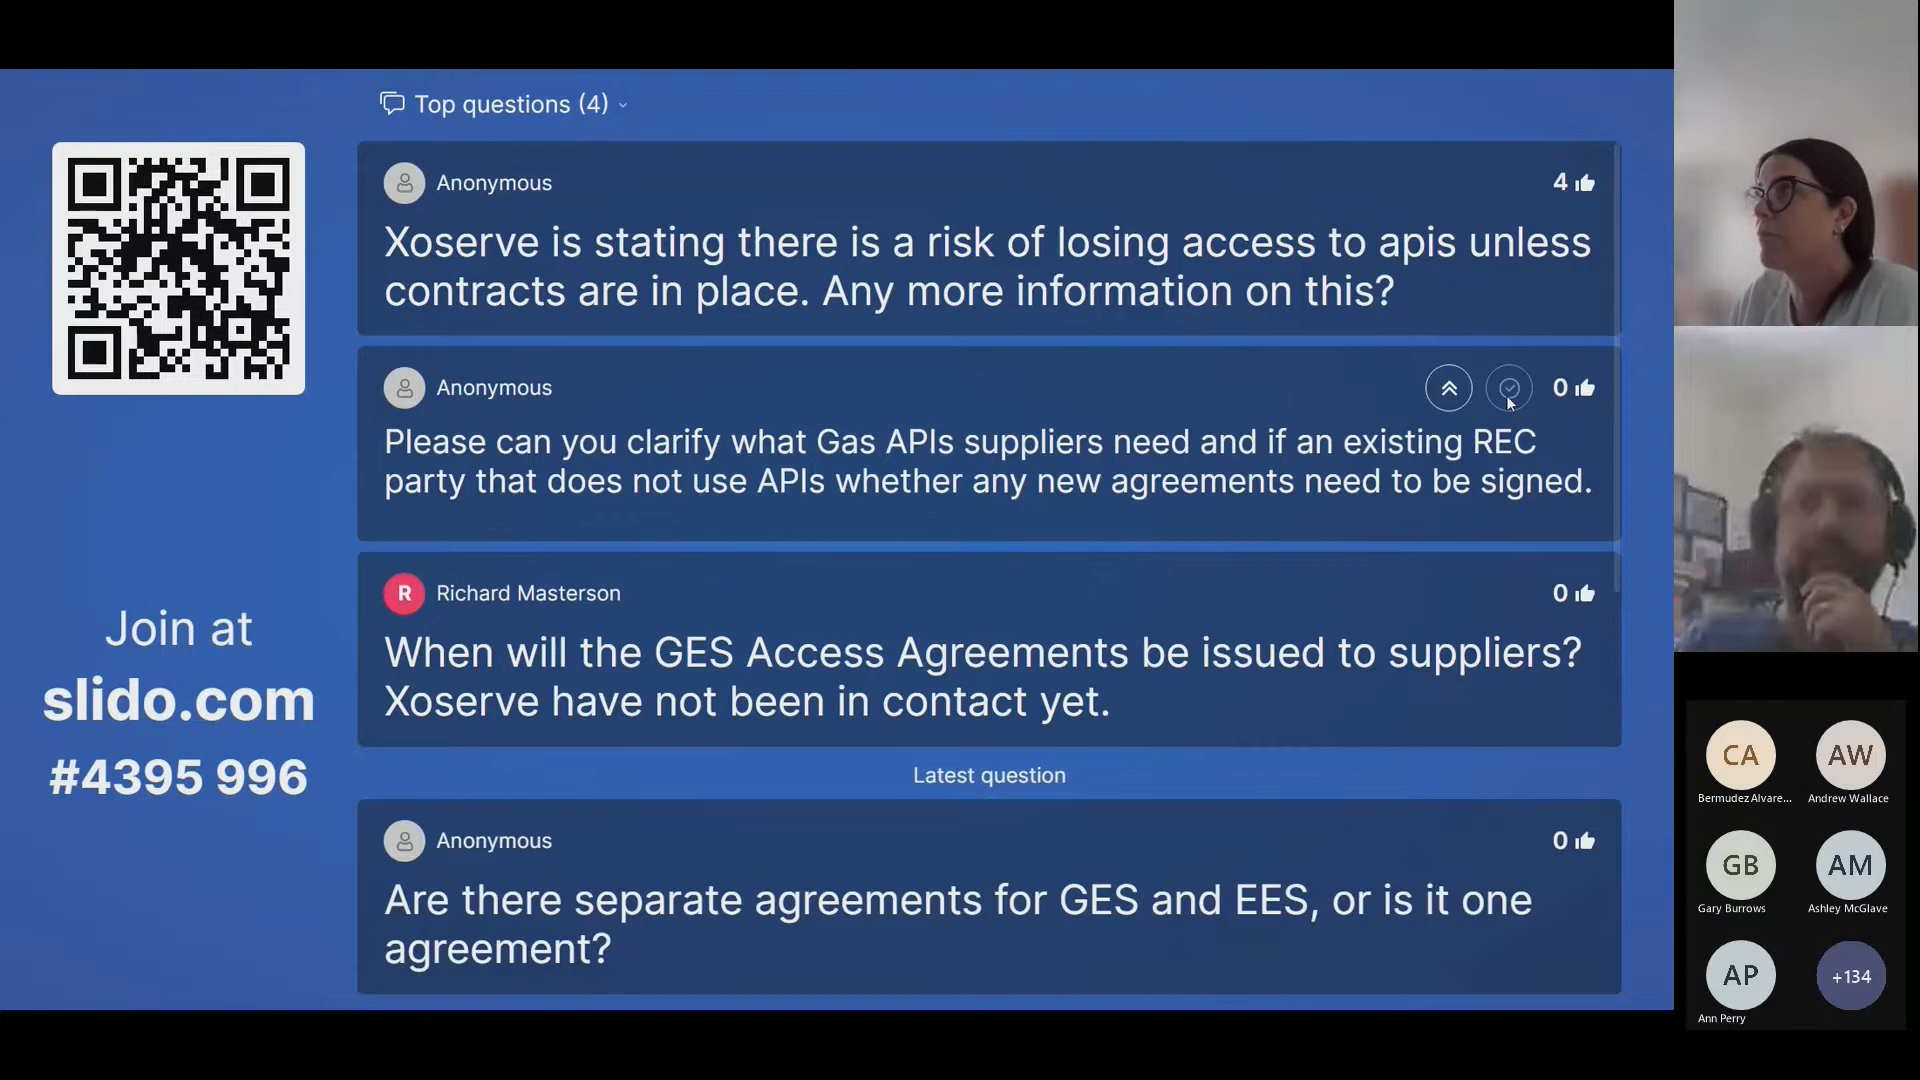 Top questions (4)
Anonymous
4
Xoserve is stating there is a risk of losing access to apis unless
contracts are in place. Any more information on this?
Anonymous
0
Please can you clarify what Gas APIs suppliers need and if an existing REC
party that does not use APIs whether any new agreements need to be signed.
R
Richard Masterson
0
When will the GES Access Agreements be issued to suppliers?
Xoserve have not been in contact yet.
Latest question
Anonymous
0
Are there separate agreements for GES and EES, or is it one
agreement?
Join at
slido.com
#4395 996
CA
Bermudez Alvare...
AW
Andrew Wallace
GB
Gary Burrows
AM
Ashley McGlave
AP
Ann Perry
+134